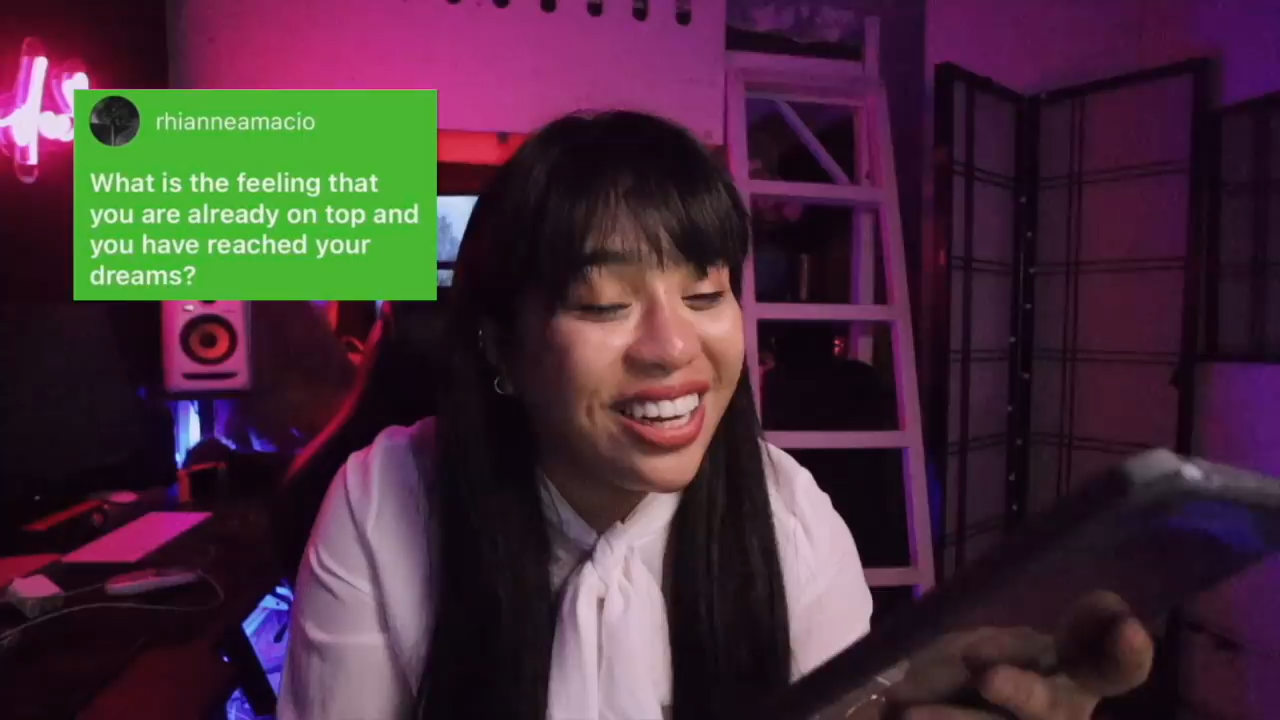 rhianneamacio
What is the feeling that
you are already on top and
you have reached your
dreams?